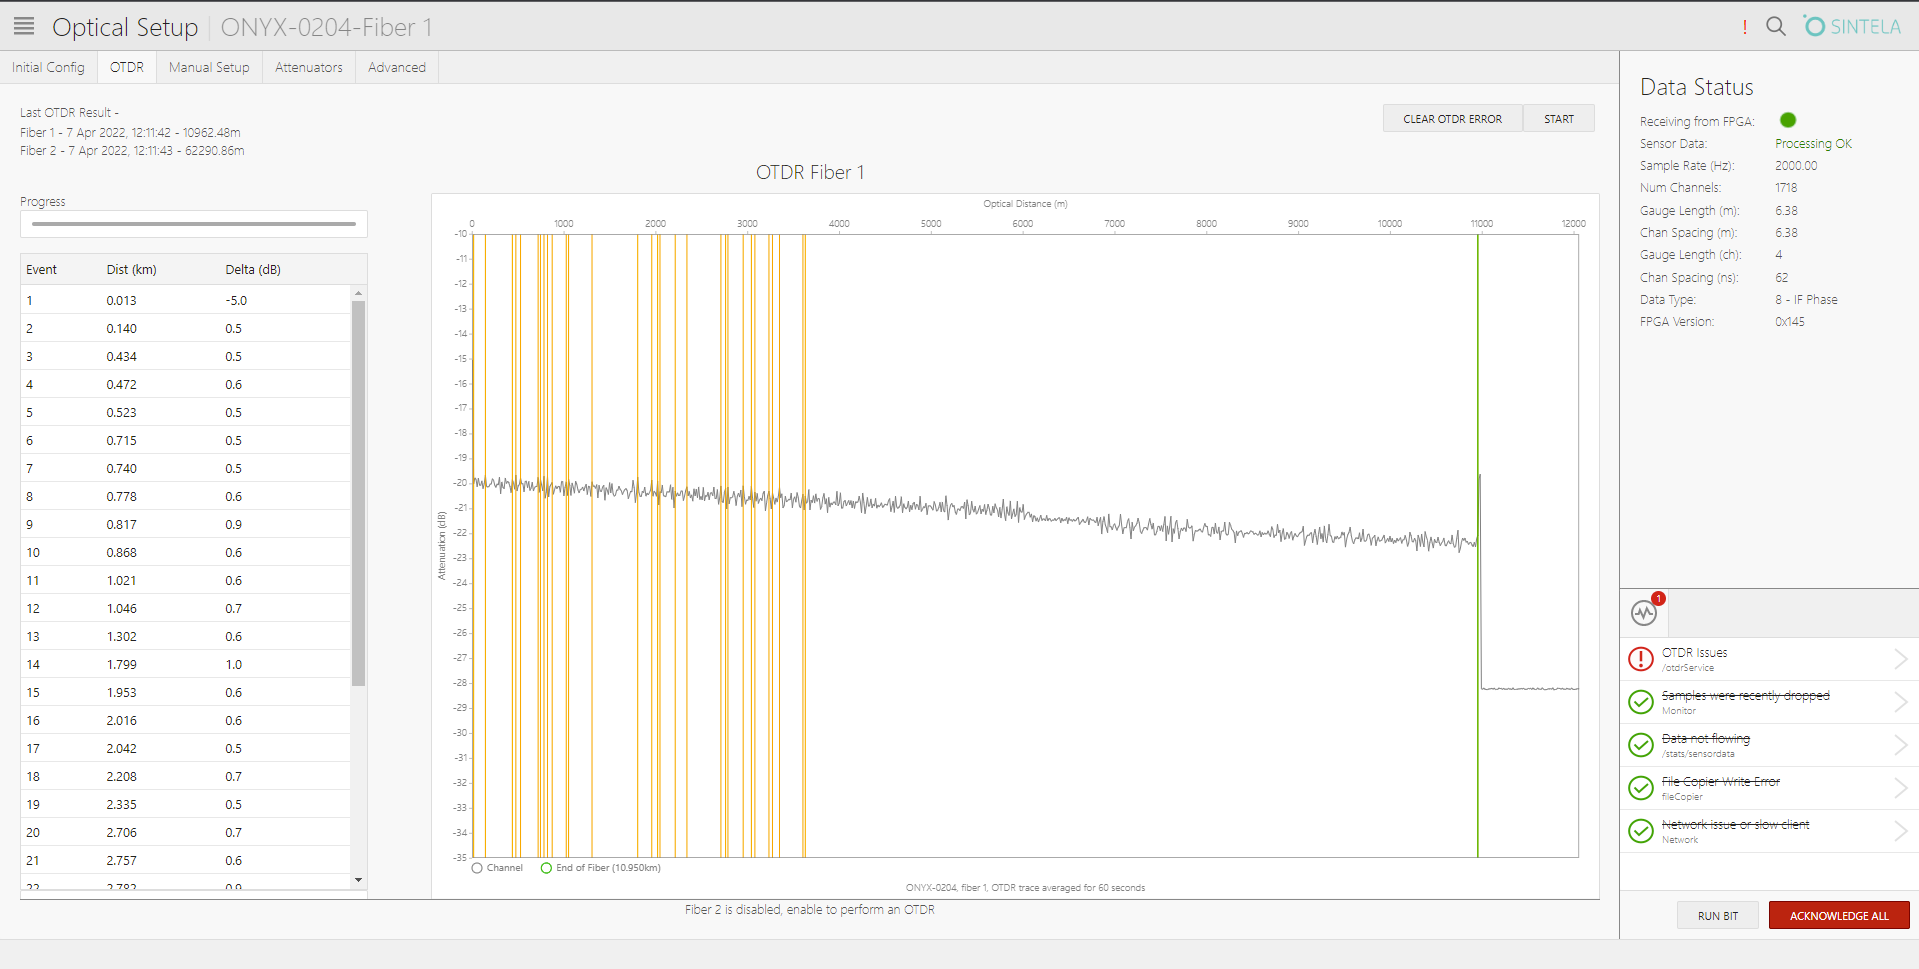 Optical Setup ONYX-0204-Fiber 1
! SINTELA
Initial Config OTDR Manual Setup Attenuators Advanced
Last OTDR Result -
Fiber 1 - 7 Apr 2022, 12:11:42 - 10962.48m
Fiber 2 - 7 Apr 2022, 12:11:43 - 62290.86m
CLEAR OTDR ERROR START
Progress
Event Dist (km) Delta (dB)
1 0.013 -5.0
2 0.140 0.5
3 0.434 0.5
4 0.472 0.6
5 0.523 0.5
6 0.715 0.5
7 0.740 0.5
8 0.778 0.6
9 0.817 0.9
10 0.868 0.6
11 1.021 0.6
12 1.046 0.7
13 1.302 0.6
14 1.799 1.0
15 1.953 0.6
16 2.016 0.6
17 2.042 0.5
18 2.208 0.7
19 2.335 0.5
20 2.706 0.7
21 2.757 0.6
22 2.782 0.9
OTDR Fiber 1
Optical Distance (m)
0 1000 2000 3000 4000 5000 6000 7000 8000 9000 10000 11000 12000
Attenuation (dB)
-10
-11
-12
-13
-14
-15
-16
-17
-18
-19
-20
-21
-22
-23
-24
-25
-26
-27
-28
-29
-30
-31
-32
-33
-34
-35
Channel End of Fiber (10.950km)
ONYX-0204, fiber 1, OTDR trace averaged for 60 seconds
Fiber 2 is disabled, enable to perform an OTDR
Data Status
Receiving from FPGA:
Sensor Data: Processing OK
Sample Rate (Hz): 2000.00
Num Channels: 1718
Gauge Length (m): 6.38
Chan Spacing (m): 6.38
Gauge Length (ch): 4
Chan Spacing (ns): 62
Data Type: 8 - IF Phase
FPGA Version: 0x145
1
OTDR Issues
/otdrService
Samples were recently dropped
Monitor
Data not flowing
/stats/sensordata
File Copier Write Error
fileCopier
Network issue or slow client
Network
RUN BIT ACKNOWLEDGE ALL